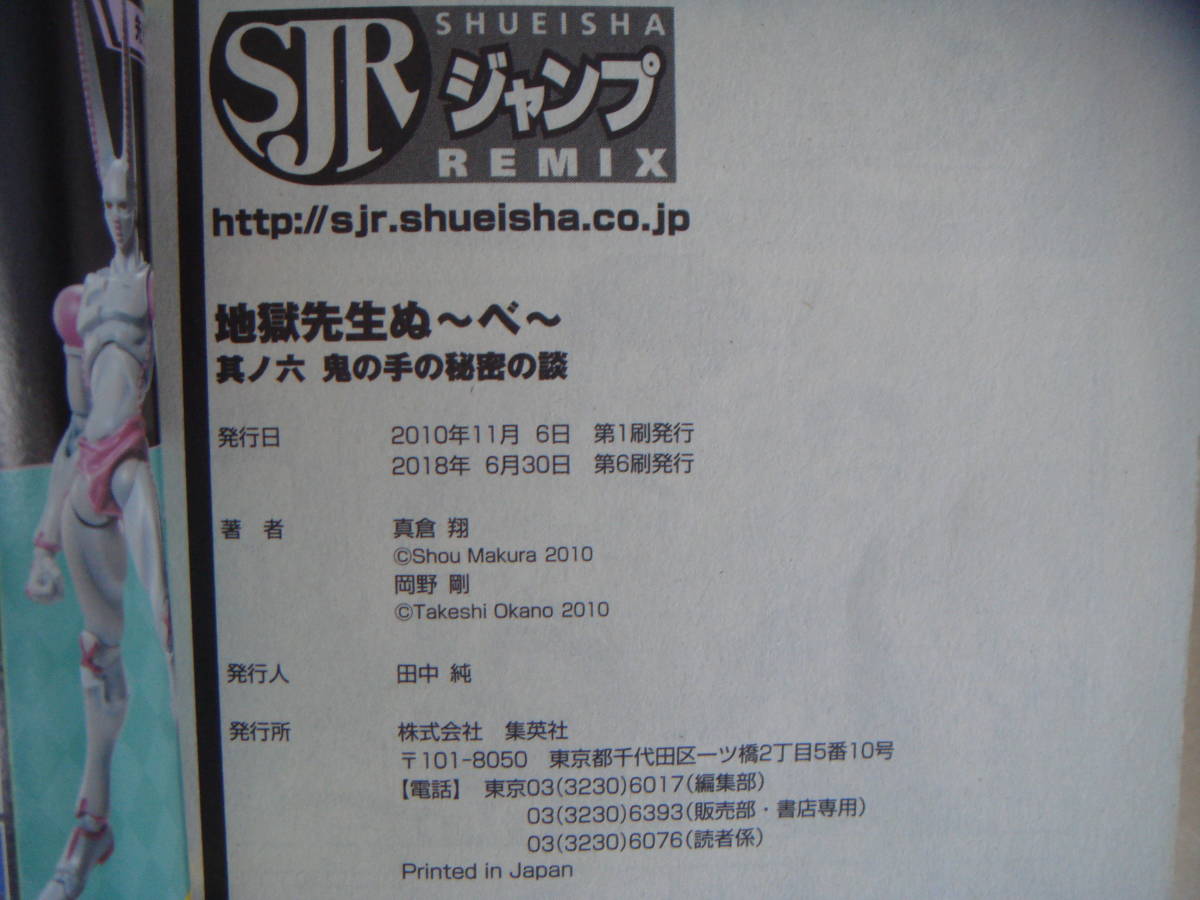 SJR
SHUEISHA
ジャンプ
REMIX
http://sjr.shueisha.co.jp
地獄先生ぬ〜べ〜
其ノ六 鬼の手の秘密の談
発行日 2010年11月 6日 第1刷発行
2018年 6月30日 第6刷発行
著 者 真倉 翔
©Shou Makura 2010
岡野 剛
©Takeshi Okano 2010
発行人 田中 純
発行所 株式会社 集英社
〒101-8050 東京都千代田区一ツ橋2丁目5番10号
【電話】 東京03(3230)6017(編集部)
03(3230)6393(販売部・書店専用)
03(3230)6076(読者係)
Printed in Japan